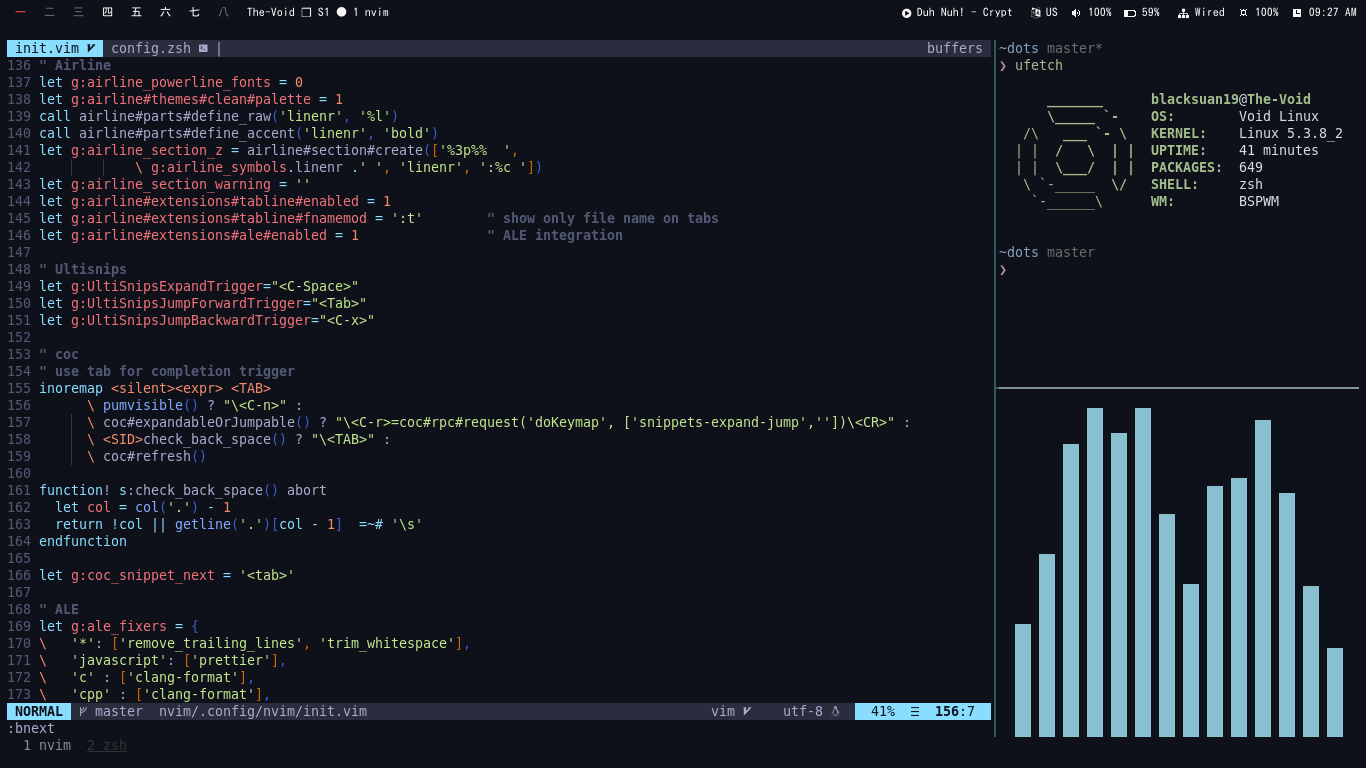 一 二 三 四 五 六 七 八 The-Void S1 1 nvim Duh Nuh! - Crypt US 100% 59% Wired 100% 09:27 AM
init.vim config.zsh | buffers
136 " Airline
137 let g:airline_powerline_fonts = 0
138 let g:airline#themes#clean#palette = 1
139 call airline#parts#define_raw('linenr', '%l')
140 call airline#parts#define_accent('linenr', 'bold')
141 let g:airline_section_z = airline#section#create(['%3p%%  ',
142             \ g:airline_symbols.linenr .' ', 'linenr', ':%c '])
143 let g:airline_section_warning = ''
144 let g:airline#extensions#tabline#enabled = 1
145 let g:airline#extensions#tabline#fnamemod = ':t'        " show only file name on tabs
146 let g:airline#extensions#ale#enabled = 1                " ALE integration
147
148 " Ultisnips
149 let g:UltiSnipsExpandTrigger="<C-Space>"
150 let g:UltiSnipsJumpForwardTrigger="<Tab>"
151 let g:UltiSnipsJumpBackwardTrigger="<C-x>"
152
153 " coc
154 " use tab for completion trigger
155 inoremap <silent><expr> <TAB>
156       \ pumvisible() ? "\<C-n>" :
157       \ coc#expandableOrJumpable() ? "\<C-r>=coc#rpc#request('doKeymap', ['snippets-expand-jump',''])\<CR>" :
158       \ <SID>check_back_space() ? "\<TAB>" :
159       \ coc#refresh()
160
161 function! s:check_back_space() abort
162   let col = col('.') - 1
163   return !col || getline('.')[col - 1]  =~# '\s'
164 endfunction
165
166 let g:coc_snippet_next = '<tab>'
167
168 " ALE
169 let g:ale_fixers = {
170 \   '*': ['remove_trailing_lines', 'trim_whitespace'],
171 \   'javascript': ['prettier'],
172 \   'c' : ['clang-format'],
173 \   'cpp' : ['clang-format'],
NORMAL master nvim/.config/nvim/init.vim vim utf-8 41% ☰ 156:7
:bnext
1 nvim 2 zsh
~dots master*
❯ ufetch
blacksuan19@The-Void
OS: Void Linux
KERNEL: Linux 5.3.8_2
UPTIME: 41 minutes
PACKAGES: 649
SHELL: zsh
WM: BSPWM
~dots master
❯